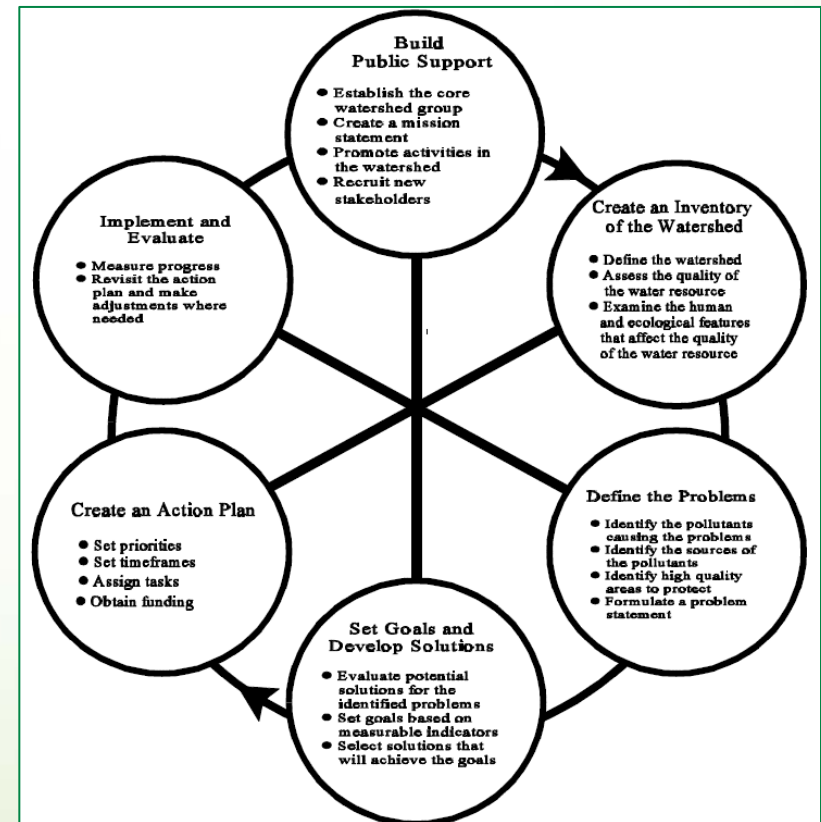 Build
Public Support
● Establish the core
watershed group
● Create a mission
statement
● Promote activities in
the watershed
● Recruit new
stakeholders
Create an Inventory
of the Watershed
● Define the watershed
● Assess the quality of
the water resource
● Examine the human
and ecological features
that affect the quality
of the water resource
Define the Problems
● Identify the pollutants
causing the problems
● Identify the sources of
the pollutants
● Identify high quality
areas to protect
● Formulate a problem
statement
Set Goals and
Develop Solutions
● Evaluate potential
solutions for the
identified problems
● Set goals based on
measurable indicators
● Select solutions that
will achieve the goals
Create an Action Plan
● Set priorities
● Set timeframes
● Assign tasks
● Obtain funding
Implement and
Evaluate
● Measure progress
● Revisit the action
plan and make
adjustments where
needed